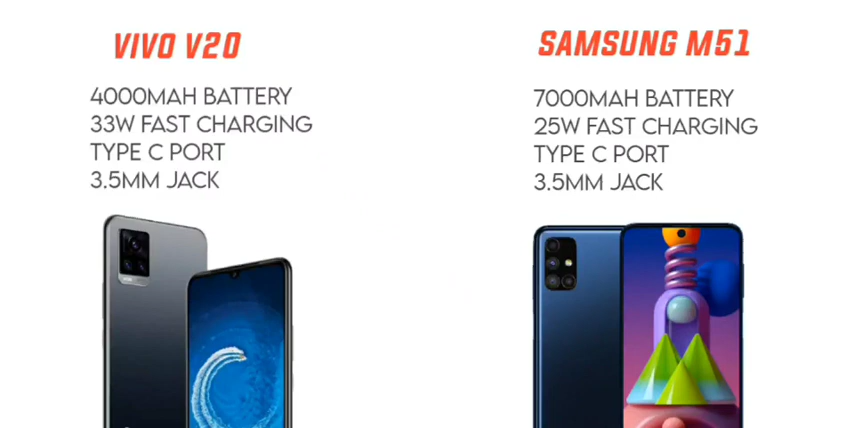 VIVO V20
4000MAH BATTERY
33W FAST CHARGING
TYPE C PORT
3.5MM JACK
SAMSUNG M51
7000MAH BATTERY
25W FAST CHARGING
TYPE C PORT
3.5MM JACK